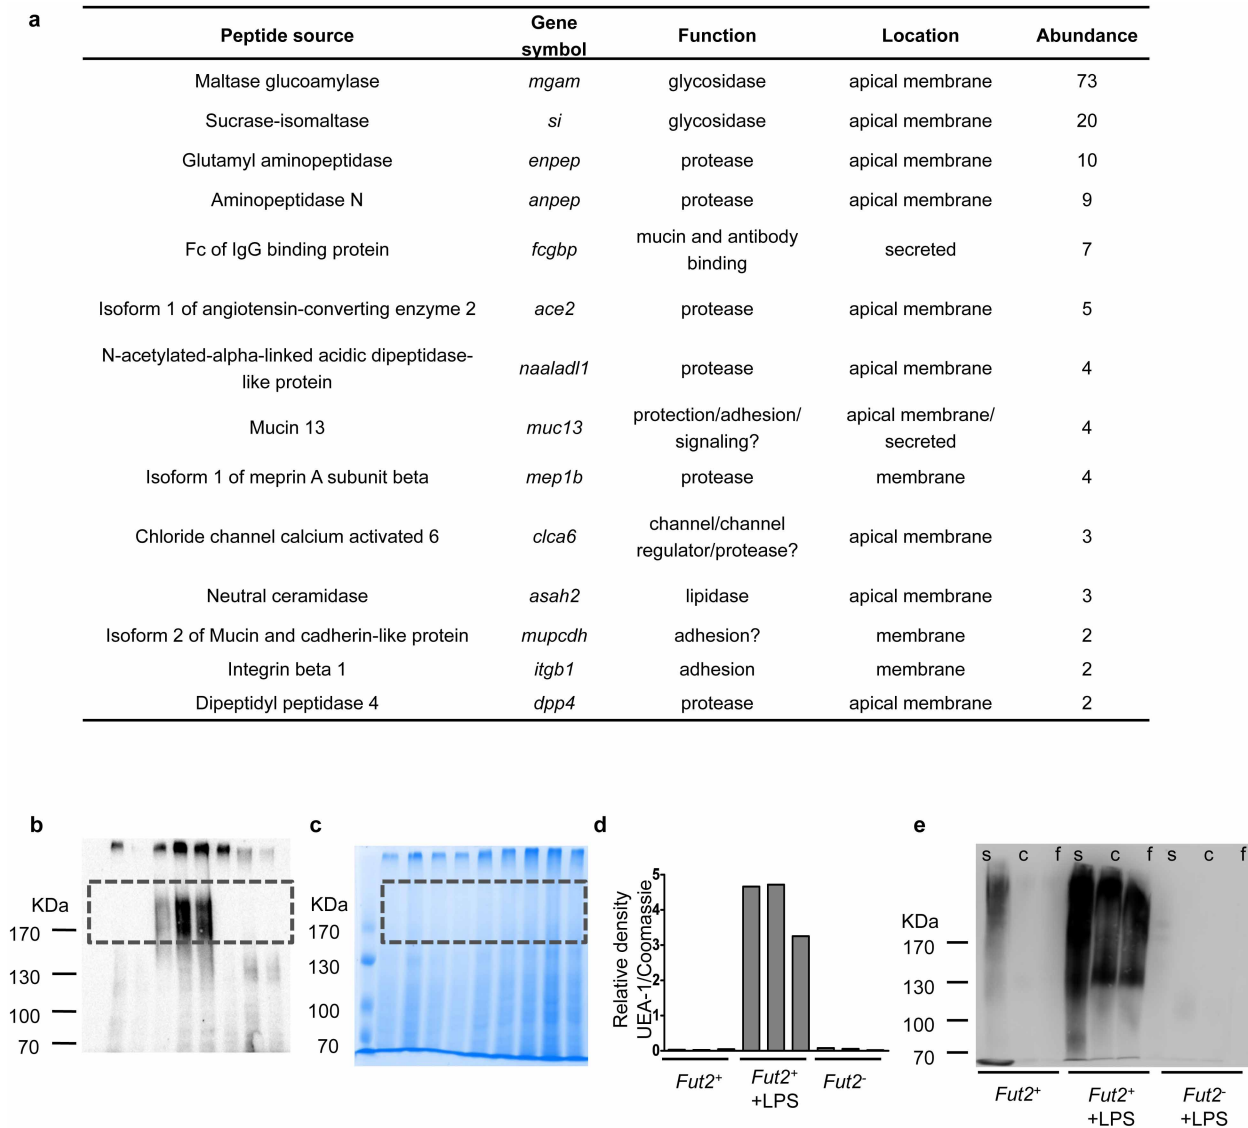 a
Peptide source Gene symbol Function Location Abundance
Maltase glucoamylase mgam glycosidase apical membrane 73
Sucrase-isomaltase si glycosidase apical membrane 20
Glutamyl aminopeptidase enpep protease apical membrane 10
Aminopeptidase N anpep protease apical membrane 9
Fc of IgG binding protein fcgbp mucin and antibody binding secreted 7
Isoform 1 of angiotensin-converting enzyme 2 ace2 protease apical membrane 5
N-acetylated-alpha-linked acidic dipeptidase-like protein naaladl1 protease apical membrane 4
Mucin 13 muc13 protection/adhesion/signaling? apical membrane/secreted 4
Isoform 1 of meprin A subunit beta mep1b protease membrane 4
Chloride channel calcium activated 6 clca6 channel/channel regulator/protease? apical membrane 3
Neutral ceramidase asah2 lipidase apical membrane 3
Isoform 2 of Mucin and cadherin-like protein mupcdh adhesion? membrane 2
Integrin beta 1 itgb1 adhesion membrane 2
Dipeptidyl peptidase 4 dpp4 protease apical membrane 2
b
KDa
170
130
100
70
c
KDa
170
130
100
70
d
Relative density
UEA-1/Coomassie
5
4
3
2
1
0
Fut2⁺
Fut2⁺
+LPS
Fut2⁻
e
s c f s c f s c f
KDa
170
130
100
70
Fut2⁺
Fut2⁺
+LPS
Fut2⁻
+LPS